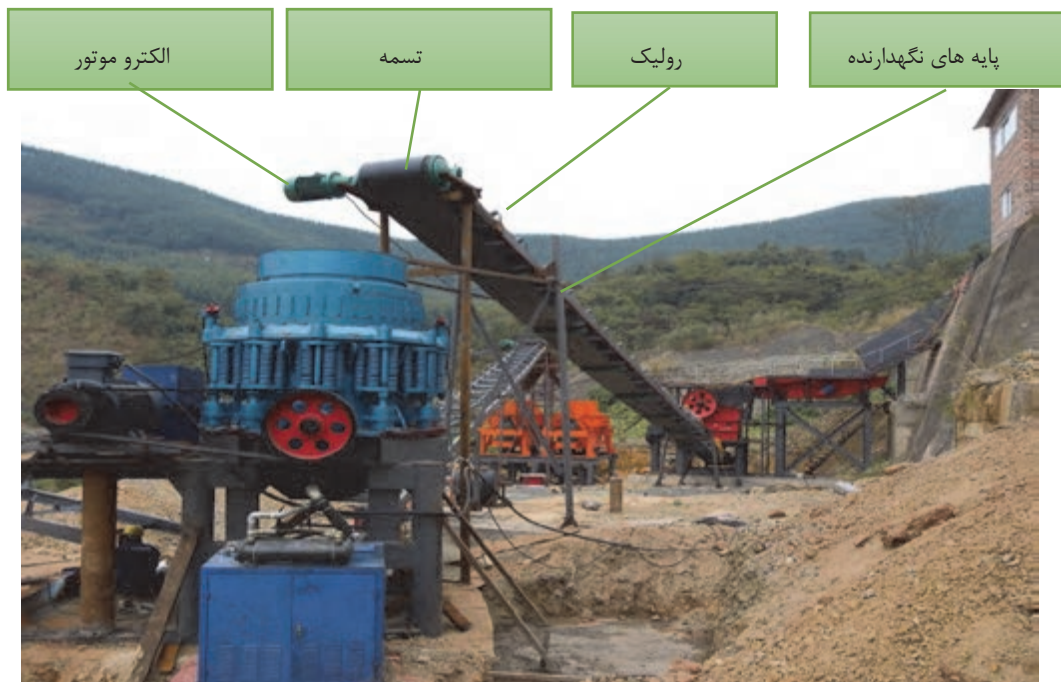 پایه های نگهدارنده
رولیک
تسمه
الکترو موتور